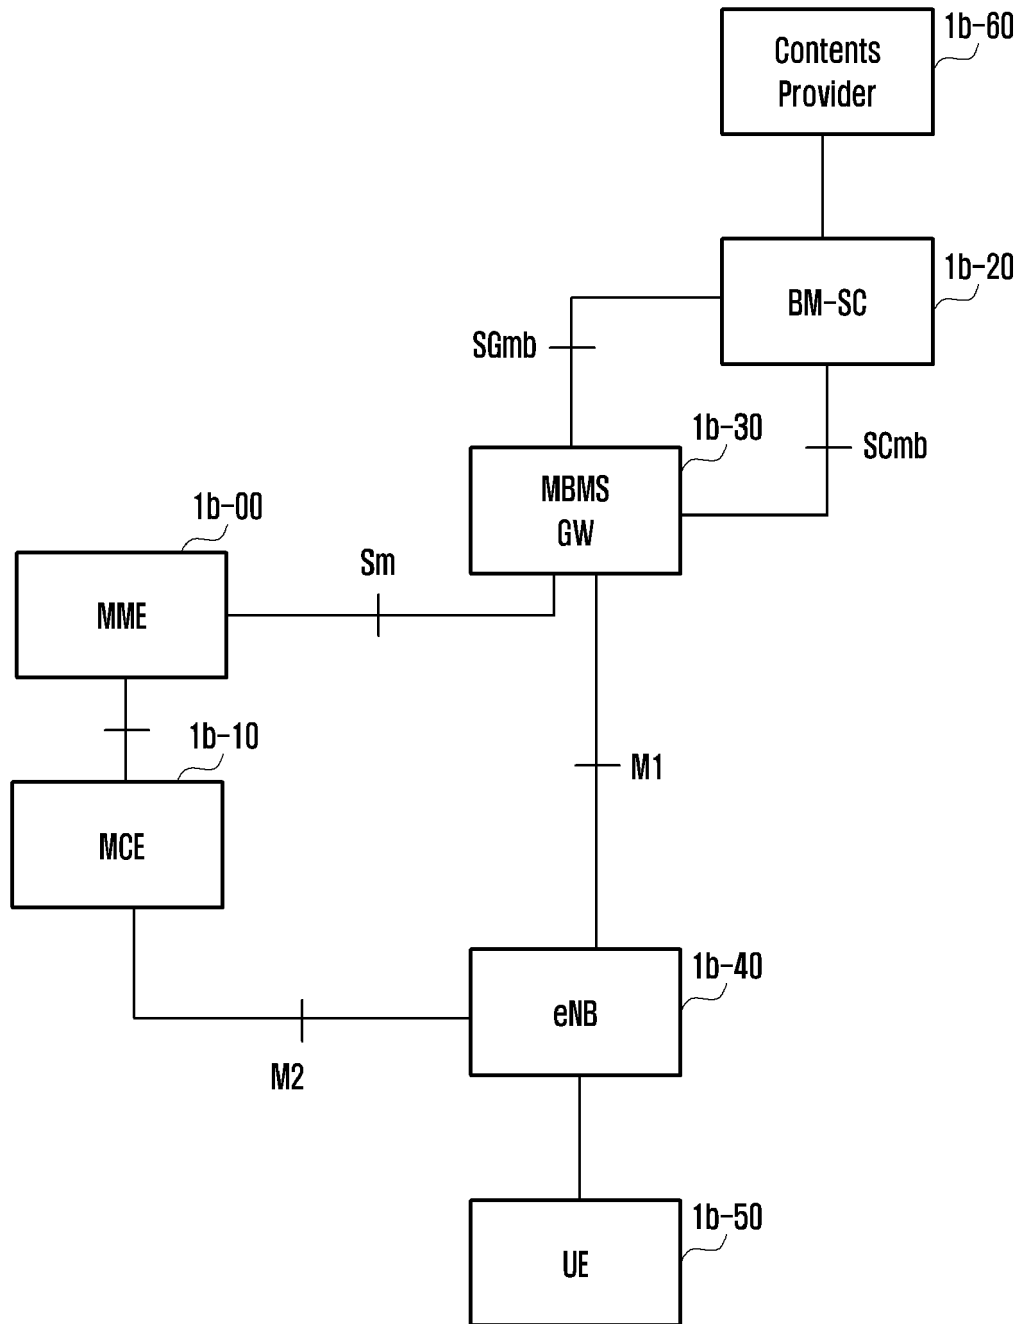 1b-60
Contents
Provider
1b-20
BM-SC
SGmb
1b-30
SCmb
MBMS
GW
1b-00
Sm
MME
1b-10
M1
MCE
1b-40
eNB
M2
1b-50
UE